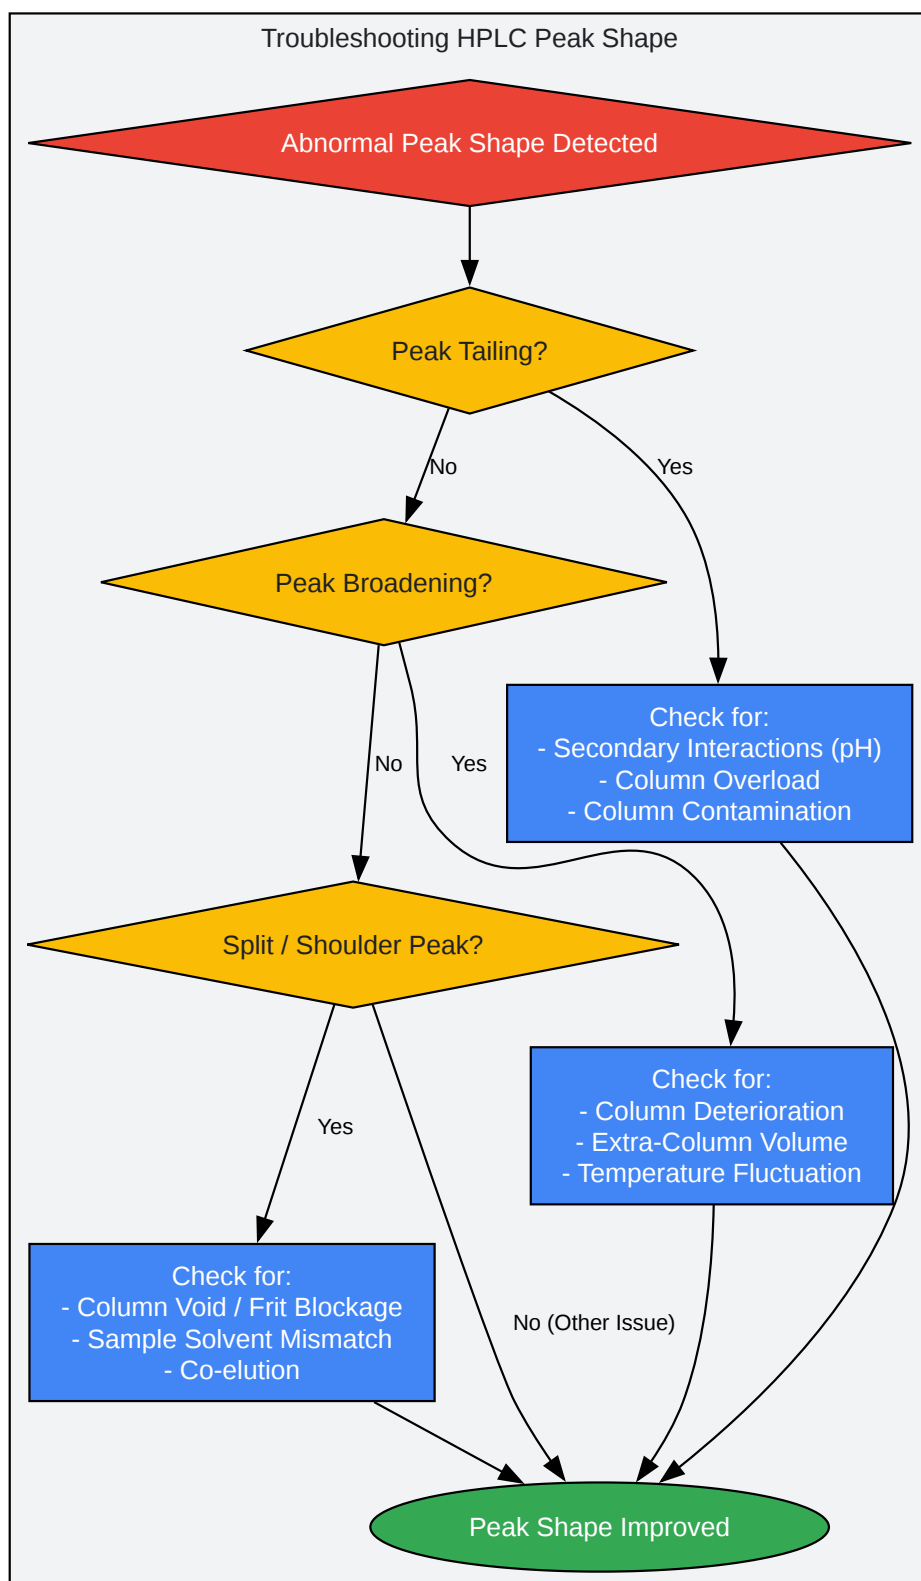 Troubleshooting HPLC Peak Shape
Abnormal Peak Shape Detected
Peak Tailing?
No
Yes
Peak Broadening?
Check for:
- Secondary Interactions (pH)
- Column Overload
- Column Contamination
No
Yes
Split / Shoulder Peak?
Check for:
- Column Deterioration
- Extra-Column Volume
- Temperature Fluctuation
Yes
Check for:
- Column Void / Frit Blockage
- Sample Solvent Mismatch
- Co-elution
No (Other Issue)
Peak Shape Improved